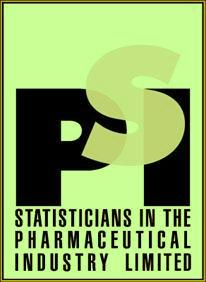 PSI
STATISTICIANS IN THE
PHARMACEUTICAL
INDUSTRY LIMITED